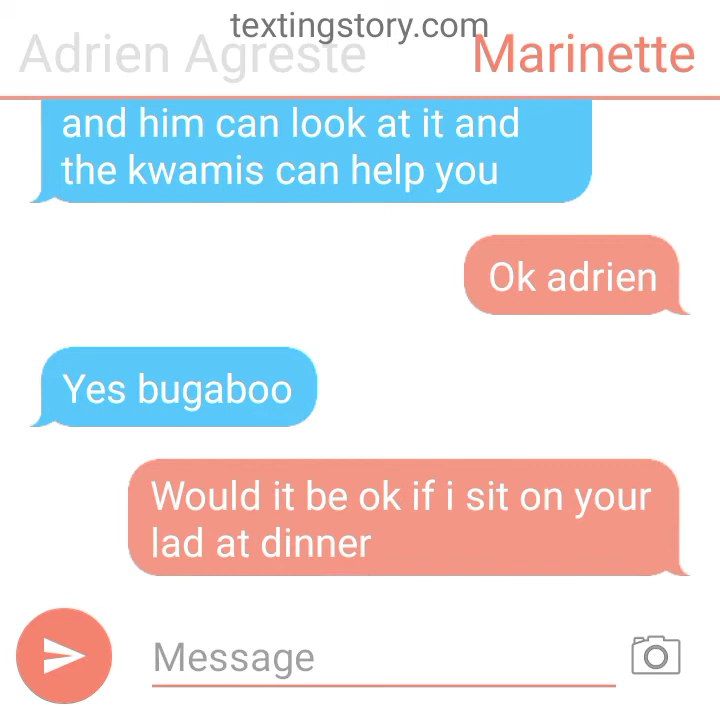 textingstory.com
Adrien Agreste Marinette
and him can look at it and
the kwamis can help you
Ok adrien
Yes bugaboo
Would it be ok if i sit on your
lad at dinner
Message